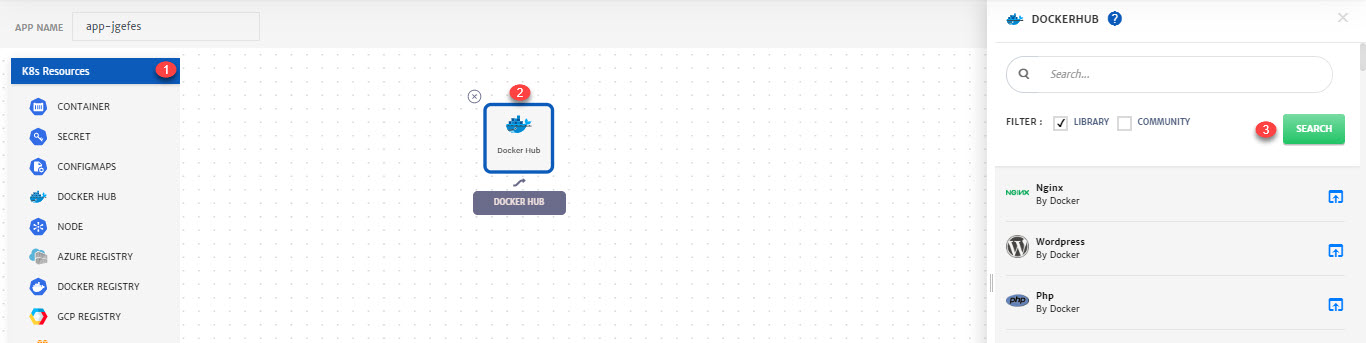 APP NAME
app-jgefes
K8s Resources
1
CONTAINER
SECRET
CONFIGMAPS
DOCKER HUB
NODE
AZURE REGISTRY
DOCKER REGISTRY
GCP REGISTRY
2
Docker Hub
DOCKER HUB
DOCKERHUB ?
Search...
FILTER : LIBRARY COMMUNITY
3
SEARCH
NGINX
Nginx
By Docker
W
Wordpress
By Docker
php
Php
By Docker